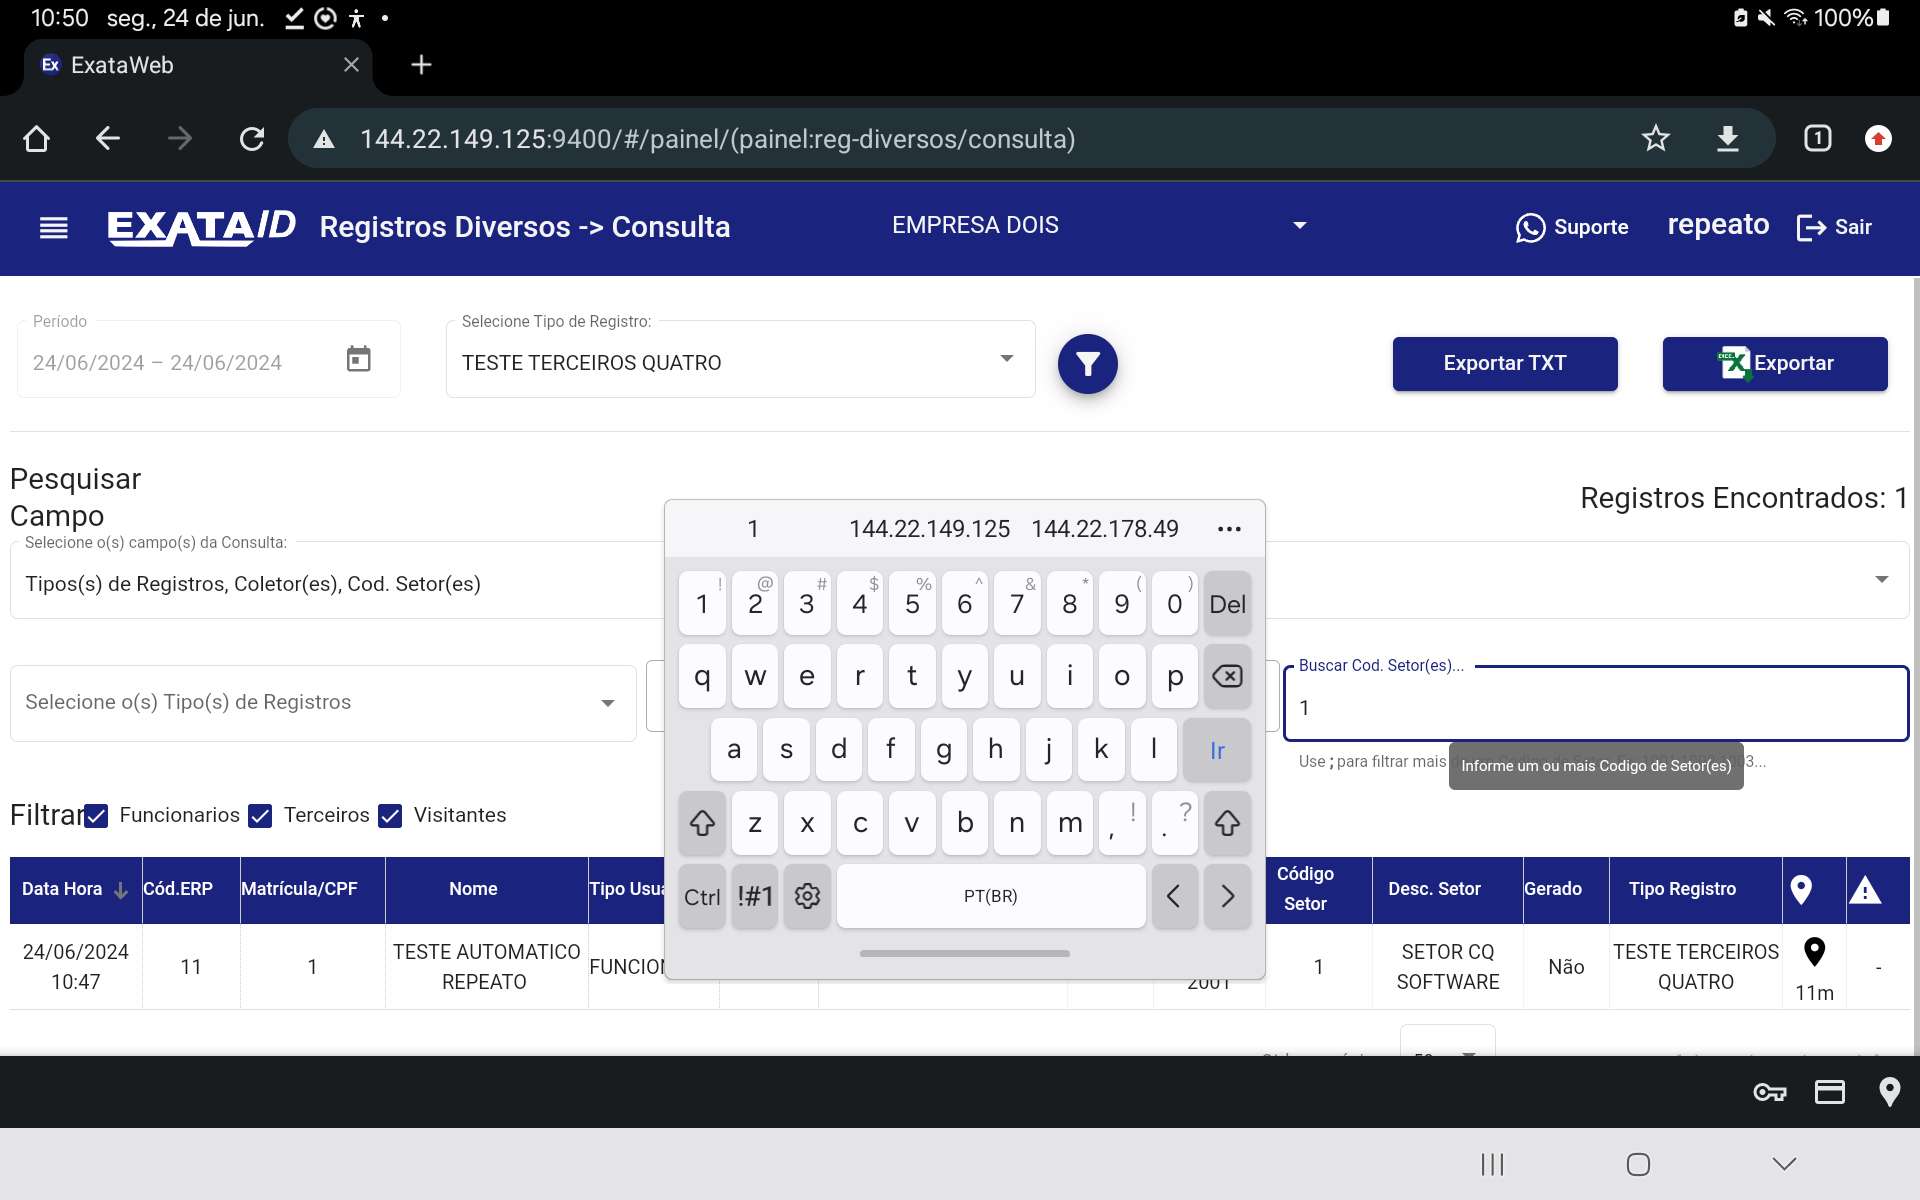 10:50 seg., 24 de jun. 100%
Ex ExataWeb
144.22.149.125:9400/#/painel/(painel:reg-diversos/consulta) 1
EXATA/D Registros Diversos -> Consulta EMPRESA DOIS Suporte repeato Sair
Período
24/06/2024 – 24/06/2024
Selecione Tipo de Registro:
TESTE TERCEIROS QUATRO
Exportar TXT
Exportar
Pesquisar
Campo
Registros Encontrados: 1
Selecione o(s) campo(s) da Consulta:
Tipos(s) de Registros, Coletor(es), Cod. Setor(es)
Selecione o(s) Tipo(s) de Registros
Buscar Cod. Setor(es)...
1
Use ; para filtrar mais 03...
Informe um ou mais Codigo de Setor(es)
Filtrar Funcionarios Terceiros Visitantes
Data Hora Cód.ERP Matrícula/CPF Nome Tipo Usua Código Setor Desc. Setor Gerado Tipo Registro
24/06/2024 10:47 11 1 TESTE AUTOMATICO REPEATO FUNCION 2001 1 SETOR CQ SOFTWARE Não TESTE TERCEIROS QUATRO 11m -
1 144.22.149.125 144.22.178.49 •••
! @ # $ % ^ & * ( )
1 2 3 4 5 6 7 8 9 0 Del
q w e r t y u i o p
a s d f g h j k l Ir
z x c v b n m , ! . ?
Ctrl !#1 PT(BR) < >